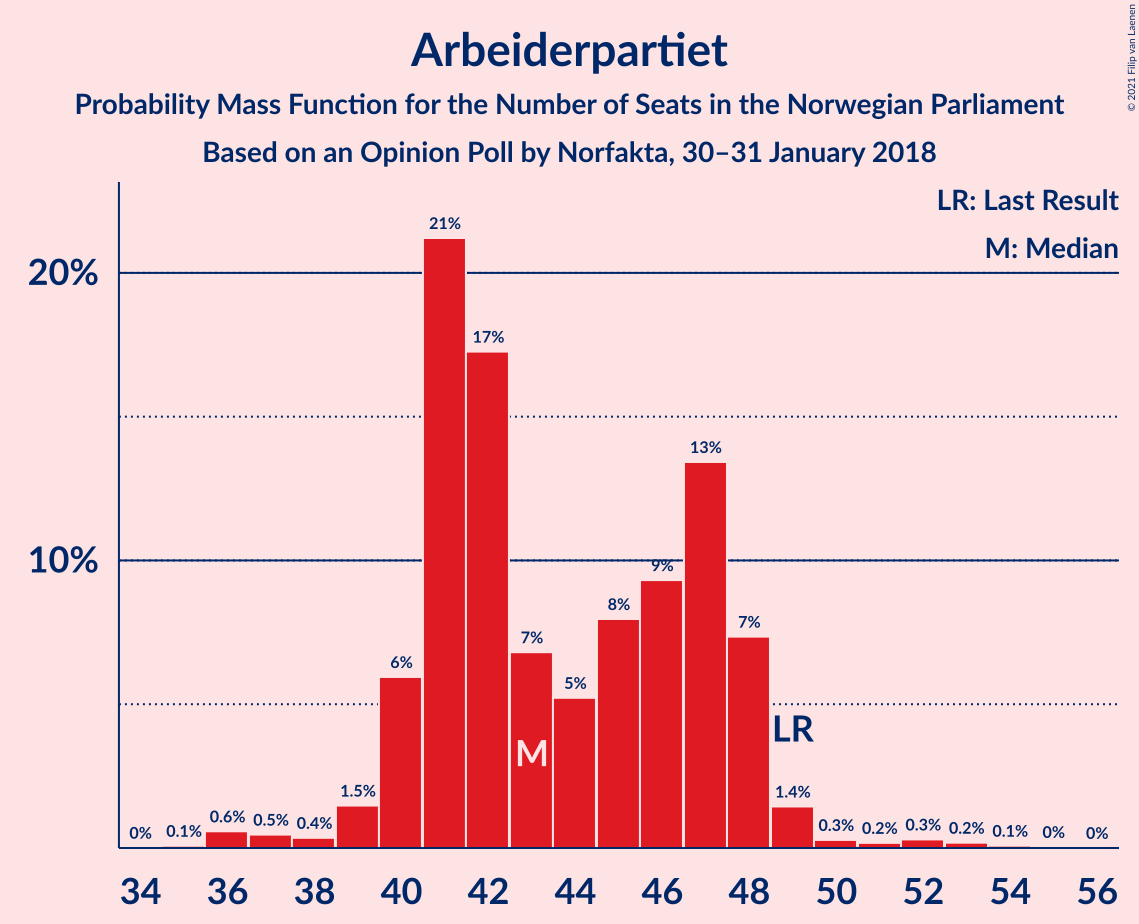 Arbeiderpartiet
Probability Mass Function for the Number of Seats in the Norwegian Parliament
Based on an Opinion Poll by Norfakta, 30–31 January 2018
© 2021 Filip van Laenen
LR: Last Result
M: Median
20%
10%
0% 0.1% 0.6% 0.5% 0.4% 1.5% 6% 21% 17% 7% 5% 8% 9% 13% 7% 1.4% 0.3% 0.2% 0.3% 0.2% 0.1% 0% 0%
M
LR
34 36 38 40 42 44 46 48 50 52 54 56